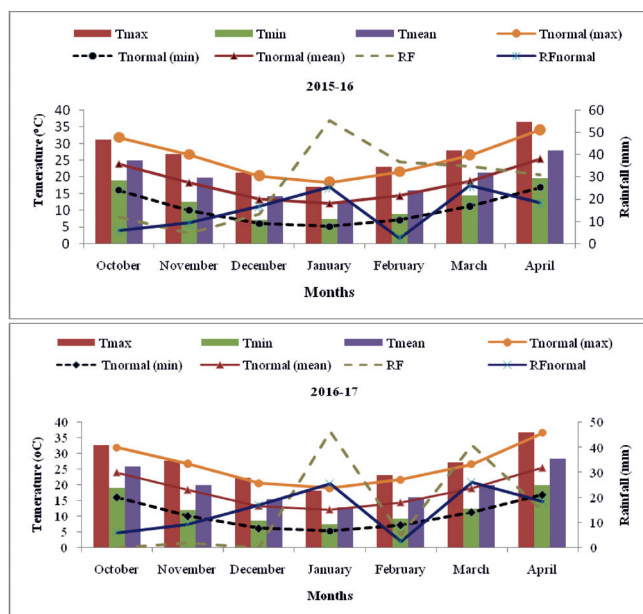 Tmax Tmin Tmean Tnormal (max)
Tnormal (min) Tnormal (mean) RF RFnormal
2015-16
Temerature (°C)
40
35
30
25
20
15
10
5
0
60
50
40
30
20
10
0
Rainfall (mm)
October November December January February March April
Months
Tmax Tmin Tmean Tnormal (max)
Tnormal (min) Tnormal (mean) RF RFnormal
2016-17
Temerature (oC)
40
35
30
25
20
15
10
5
0
50
40
30
20
10
0
Rainfall (mm)
October November December January February March April
Months